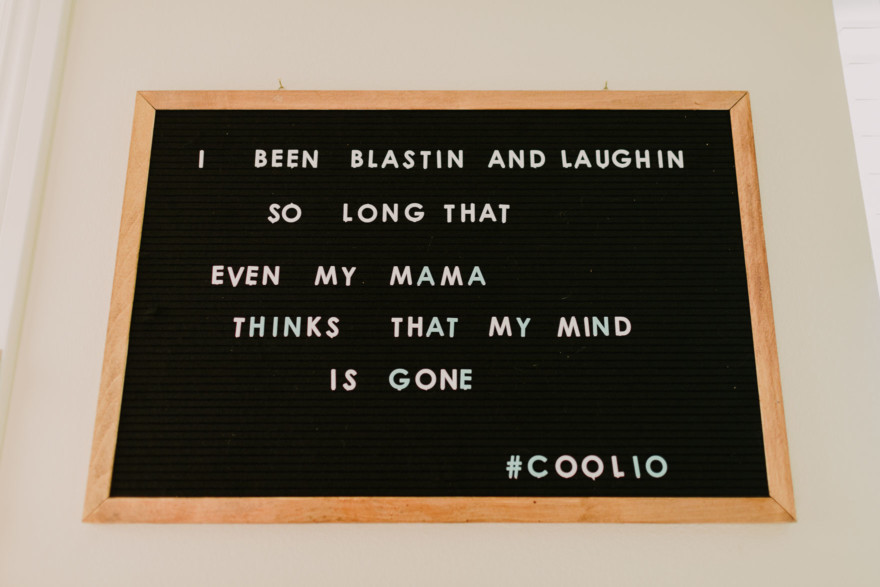 I BEEN BLASTIN AND LAUGHIN
SO LONG THAT
EVEN MY MAMA
THINKS THAT MY MIND
IS GONE
#COOLIO